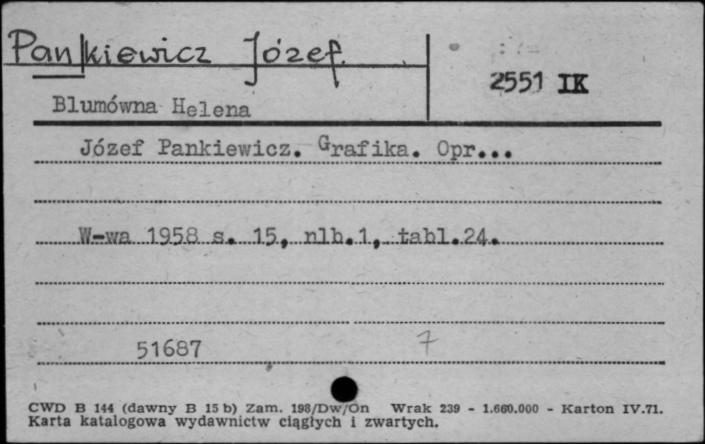 Pankiewicz Józef.
2551 IK
Blumówna Helena
Józef Pankiewicz. Grafika. Opr...
W-wa 1958 s. 15, nlb.1, tabl.24.
51687 7
CWD B 144 (dawny B 15 b) Zam. 198/Dw/On Wrak 239 - 1.660.000 - Karton IV.71.
Karta katalogowa wydawnictw ciągłych i zwartych.